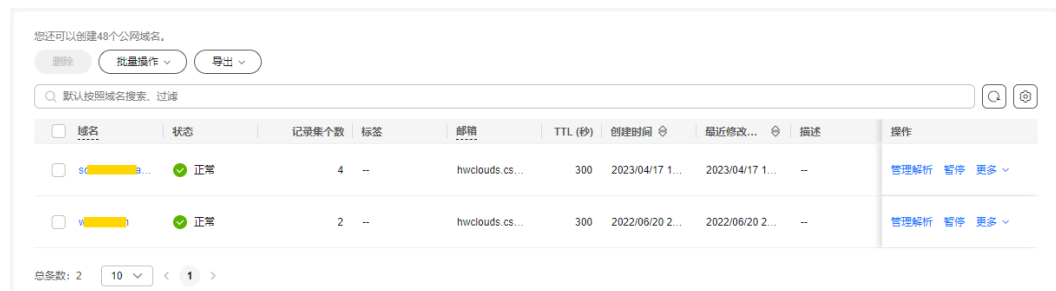 您还可以创建48个公网域名。
删除 批量操作 导出
默认按照域名搜索、过滤
域名 状态 记录集个数 标签 邮箱 TTL (秒) 创建时间 最近修改... 描述 操作
sc a... 正常 4 -- hwclouds.cs... 300 2023/04/17 1... 2023/04/17 1... -- 管理解析 暂停 更多
正常 2 -- hwclouds.cs... 300 2022/06/20 2... 2022/06/20 2... -- 管理解析 暂停 更多
总条数: 2 10 < 1 >